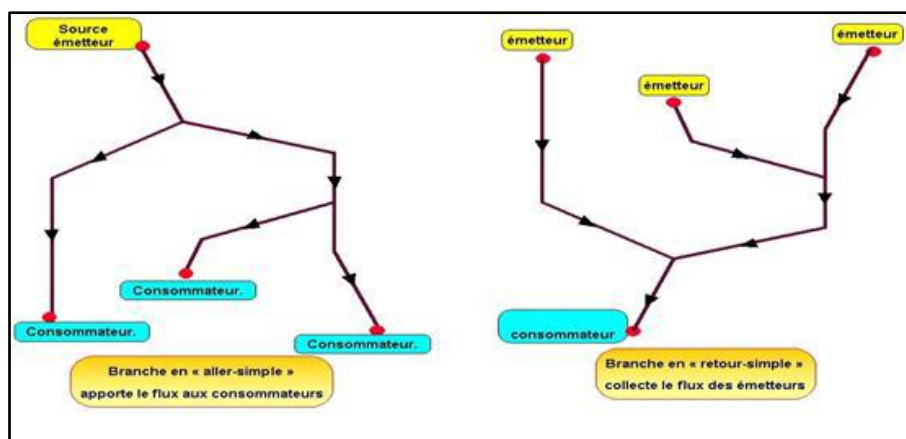 Source
émetteur
Consommateur.
Consommateur.
Consommateur.
Branche en « aller-simple »
apporte le flux aux consommateurs
émetteur
émetteur
émetteur
consommateur
Branche en « retour-simple »
collecte le flux des émetteurs